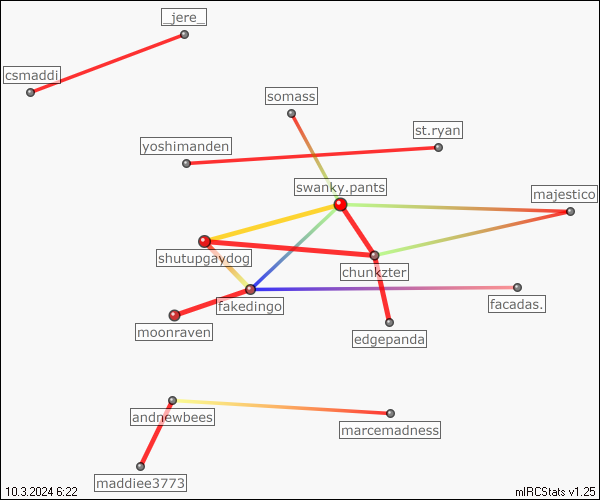 _jere_
csmaddi
somass
st.ryan
yoshimanden
swanky.pants
majestico
shutupgaydog
chunkzter
fakedingo
facadas.
moonraven
edgepanda
andnewbees
marcemadness
maddiee3773
10.3.2024 6:22
mIRCStats v1.25